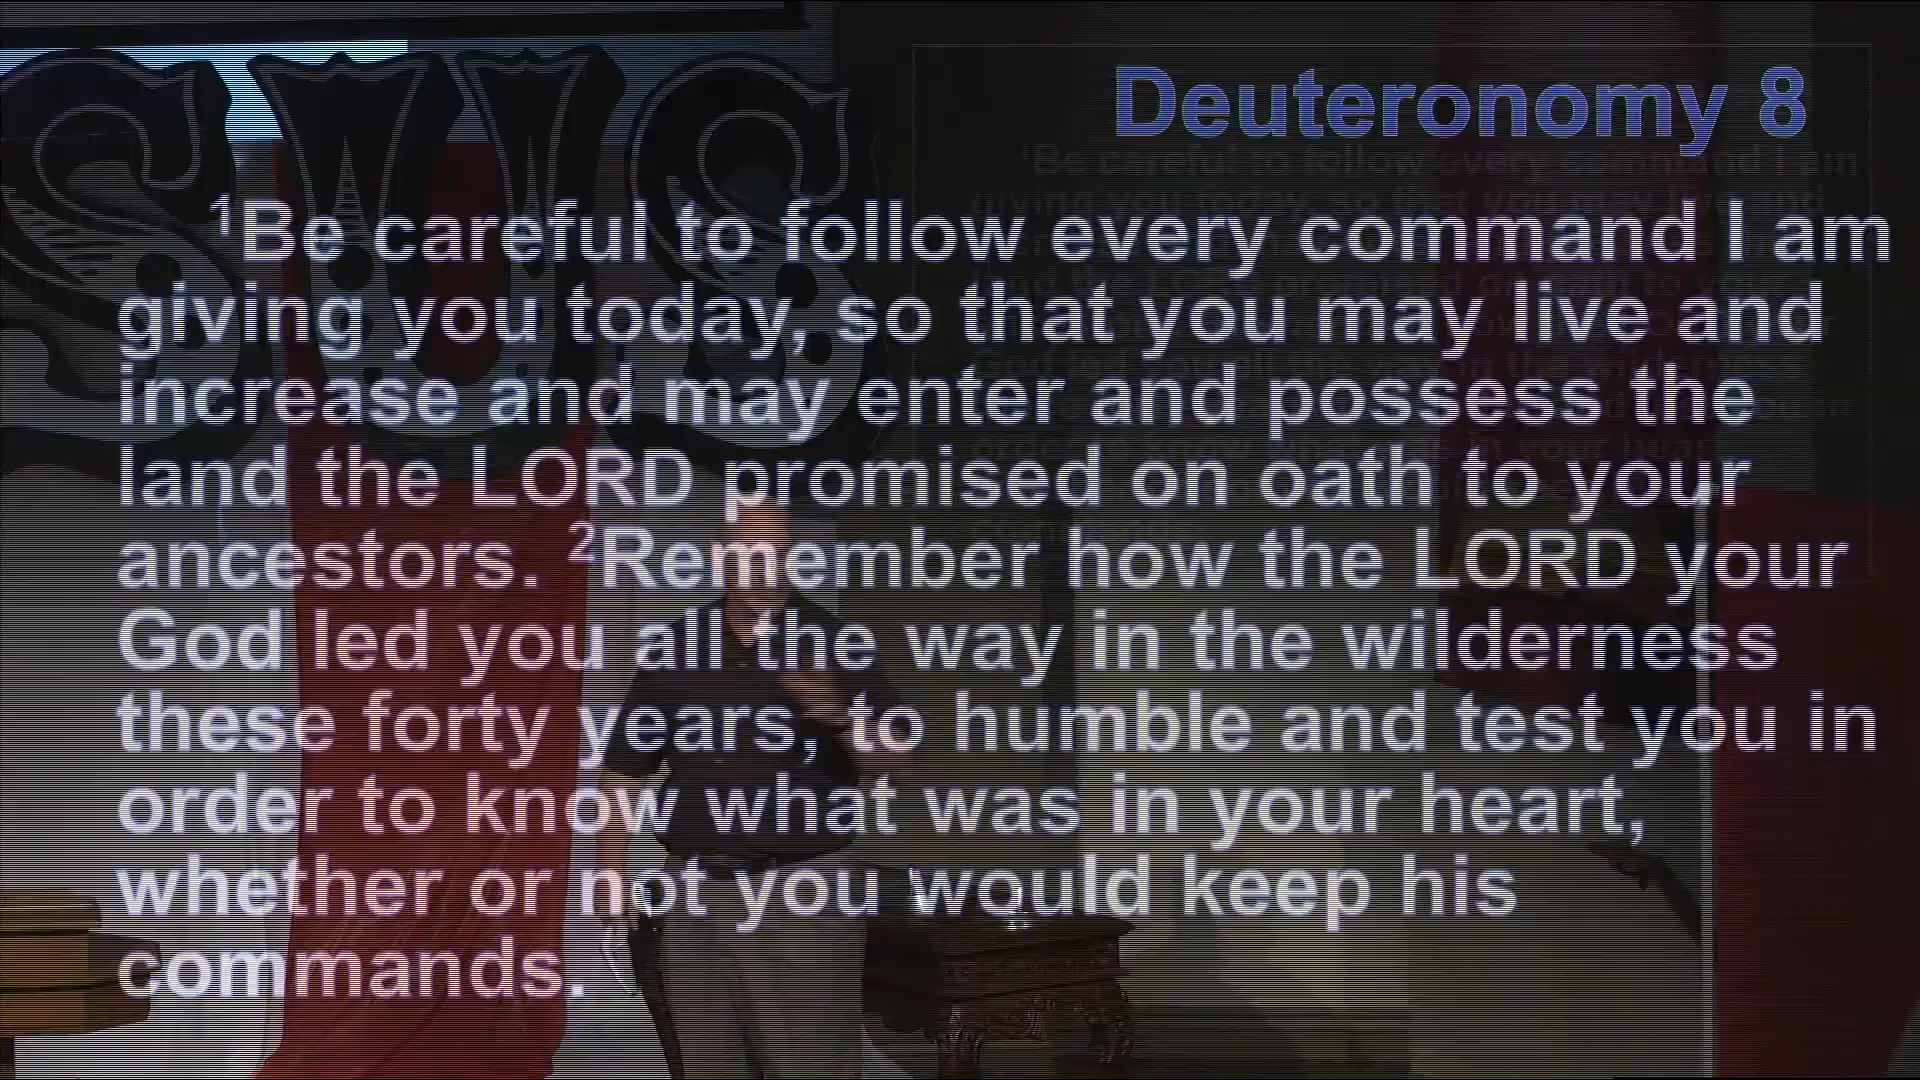 SUS
Deuteronomy 8
¹Be careful to follow every command I am
giving you today, so that you may live and
increase and may enter and possess the
land the LORD promised on oath to your
ancestors. ²Remember how the LORD your
God led you all the way in the wilderness
these forty years, to humble and test you in
order to know what was in your heart,
whether or not you would keep his
commands.